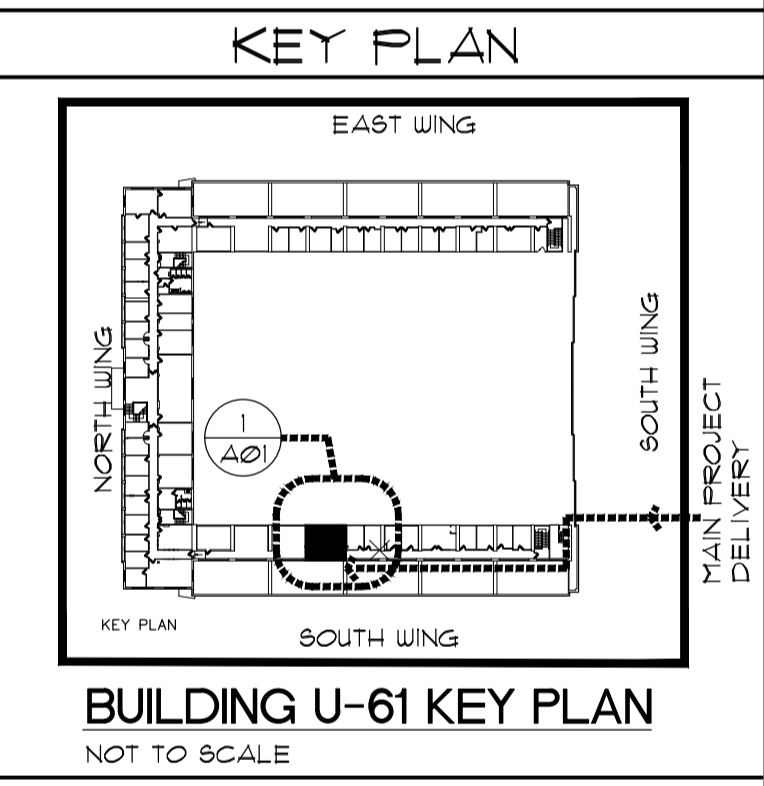 KEY PLAN
EAST WING
NORTH WING
SOUTH WING
MAIN PROJECT
DELIVERY
1
AØ1
KEY PLAN
SOUTH WING
BUILDING U-61 KEY PLAN
NOT TO SCALE